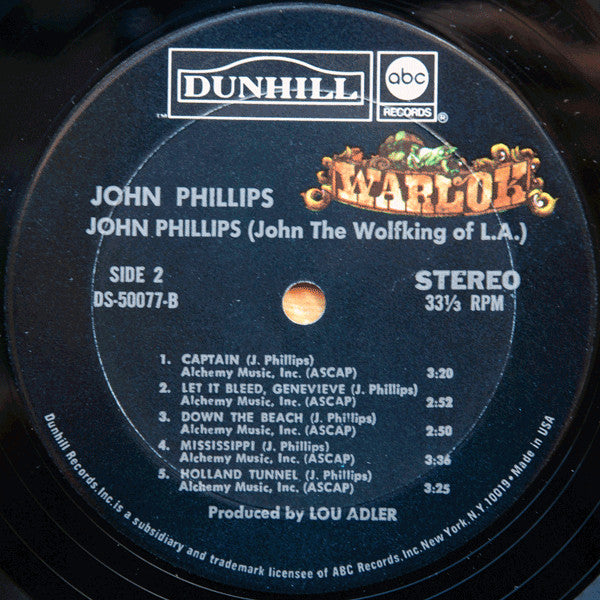 DUNHILL
abc
RECORDS
TM
®
WARLOK
JOHN PHILLIPS
JOHN PHILLIPS (John The Wolfking of L.A.)
SIDE 2
DS-50077-B
STEREO
33⅓ RPM
1. CAPTAIN (J. Phillips)
Alchemy Music, Inc. (ASCAP) 3:20
2. LET IT BLEED, GENEVIEVE (J. Phillips)
Alchemy Music, Inc. (ASCAP) 2:52
3. DOWN THE BEACH (J. Phillips)
Alchemy Music, Inc. (ASCAP) 2:50
4. MISSISSIPPI (J. Phillips)
Alchemy Music, Inc. (ASCAP) 3:36
5. HOLLAND TUNNEL (J. Phillips)
Alchemy Music, Inc. (ASCAP) 3:25
Produced by LOU ADLER
Dunhill Records, Inc. is a subsidiary and trademark licensee of ABC Records, Inc. New York, N.Y. 10019 • Made in USA